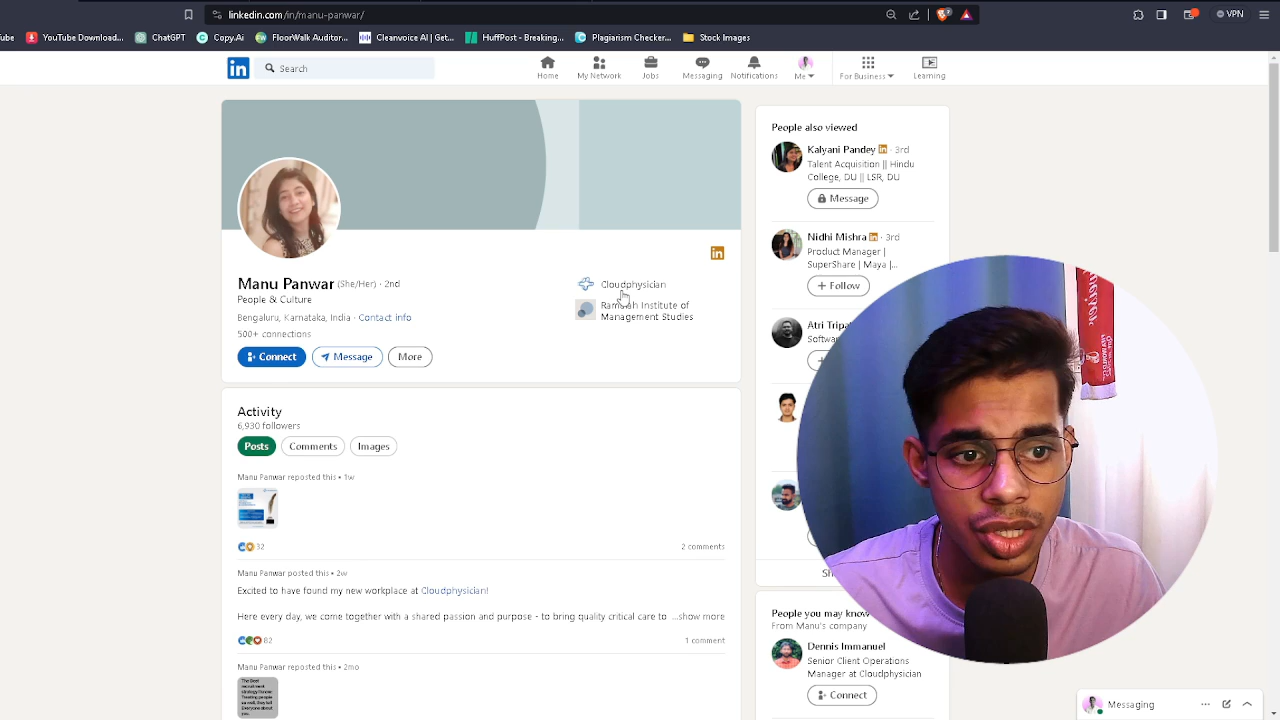 linkedin.com/in/manu-panwar/
VPN
YouTube Download...
ChatGPT
Copy.Ai
FloorWalk Auditor...
Cleanvoice AI | Get...
HuffPost - Breaking...
Plagiarism Checker...
Stock Images
in
Search
Home
My Network
Jobs
Messaging
Notifications
Me
For Business
Learning
in
Manu Panwar (She/Her) · 2nd
People & Culture
Bengaluru, Karnataka, India · Contact info
500+ connections
Connect
Message
More
Cloudphysician
Institute of
Management Studies
Activity
6,930 followers
Posts
Comments
Images
Manu Panwar reposted this • 1w
32
2 comments
Manu Panwar posted this • 2w
Excited to have found my new workplace at Cloudphysician!
Here every day, we come together with a shared passion and purpose - to bring quality critical care to ...show more
82
1 comment
Manu Panwar reposted this • 2mo
People also viewed
Kalyani Pandey in · 3rd
Talent Acquisition || Hindu
College, DU || LSR, DU
Message
Nidhi Mishra in · 3rd
Product Manager |
SuperShare | Maya |...
+ Follow
Atri
People you may know
From Manu's company
Dennis Immanuel
Senior Client Operations
Manager at Cloudphysician
Connect
Messaging